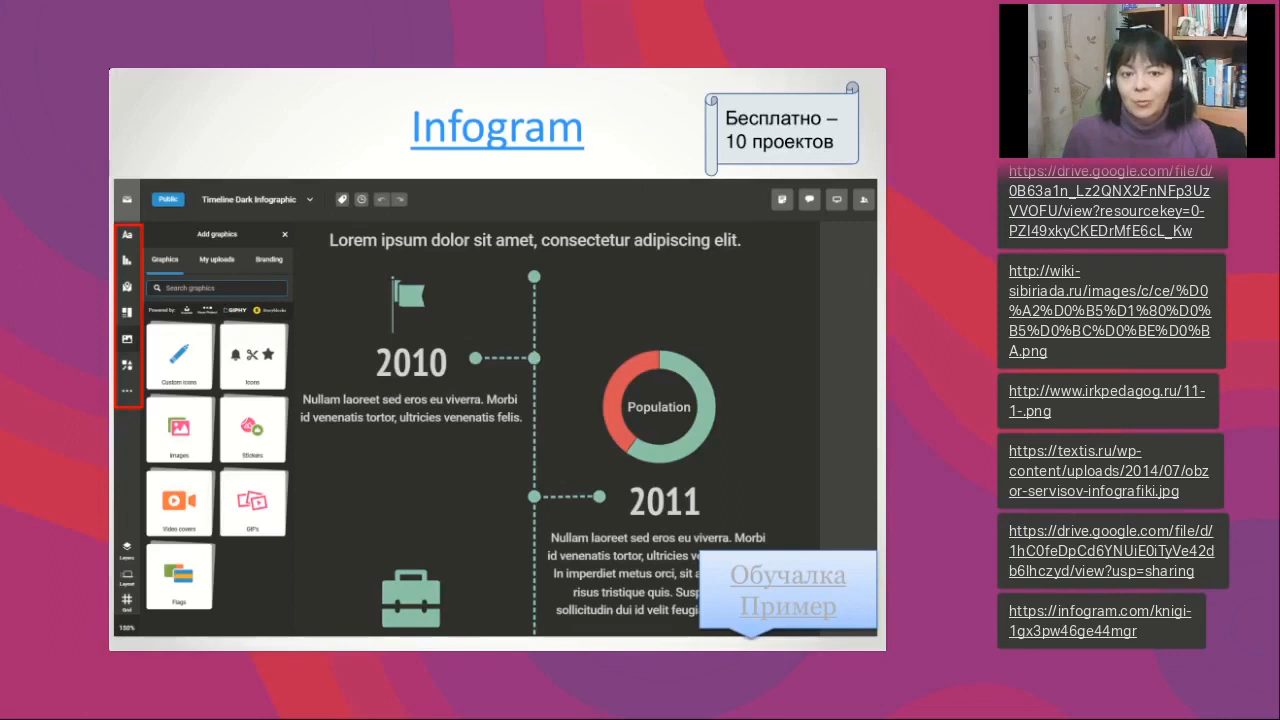 Infogram
Бесплатно –
10 проектов
Public
Timeline Dark Infographic
Aa
Add graphics
Graphics
My uploads
Branding
Search graphics
Powered by:
GIPHY
Custom icons
Icons
Images
Stickers
Video covers
GIFs
Flags
Layers
Layout
Grid
100%
Lorem ipsum dolor sit amet, consectetur adipiscing elit.
2010
Nullam laoreet sed eros eu viverra. Morbi
id venenatis tortor, ultricies venenatis felis.
Population
2011
Nullam laoreet sed eros eu viverra. Morbi
id venenatis tortor, ultricies
In imperdiet metus orci, sit
risus tristique quis.
sollicitudin dui id velit
Обучалка
Пример
https://drive.google.com/file/d/
0B63a1n_Lz2QNX2FnNFp3Uz
VVOFU/view?resourcekey=0-
PZI49xkyCKEDrMfE6cL_Kw
http://wiki-
sibiriada.ru/images/c/ce/%D0
%A2%D0%B5%D1%80%D0%
B5%D0%BC%D0%BE%D0%B
A.png
http://www.irkpedagog.ru/11-
1-.png
https://textis.ru/wp-
content/uploads/2014/07/obz
or-servisov-infografiki.jpg
https://drive.google.com/file/d/
1hC0feDpCd6YNUiE0iTyVe42d
b6lhczyd/view?usp=sharing
https://infogram.com/knigi-
1gx3pw46ge44mgr